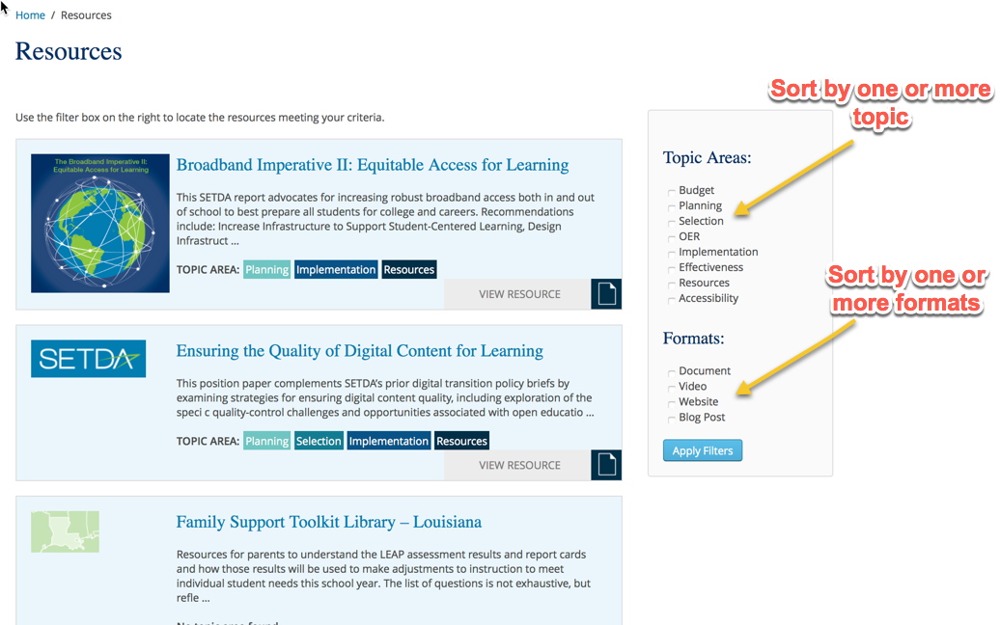 Home / Resources
Resources
Use the filter box on the right to locate the resources meeting your criteria.
The Broadband Imperative II:
Equitable Access for Learning
Broadband Imperative II: Equitable Access for Learning
This SETDA report advocates for increasing robust broadband access both in and out
of school to best prepare all students for college and careers. Recommendations
include: Increase Infrastructure to Support Student-Centered Learning, Design
Infrastruct ...
TOPIC AREA: Planning Implementation Resources
VIEW RESOURCE
SETDA
Ensuring the Quality of Digital Content for Learning
This position paper complements SETDA's prior digital transition policy briefs by
examining strategies for ensuring digital content quality, including exploration of the
speci c quality-control challenges and opportunities associated with open educatio ...
TOPIC AREA: Planning Selection Implementation Resources
VIEW RESOURCE
Family Support Toolkit Library – Louisiana
Resources for parents to understand the LEAP assessment results and report cards
and how those results will be used to make adjustments to instruction to meet
individual student needs this school year. The list of questions is not exhaustive, but
refle ...
No topic area found
Sort by one or more
topic
Topic Areas:
Budget
Planning
Selection
OER
Implementation
Effectiveness
Resources
Accessibility
Sort by one or
more formats
Formats:
Document
Video
Website
Blog Post
Apply Filters